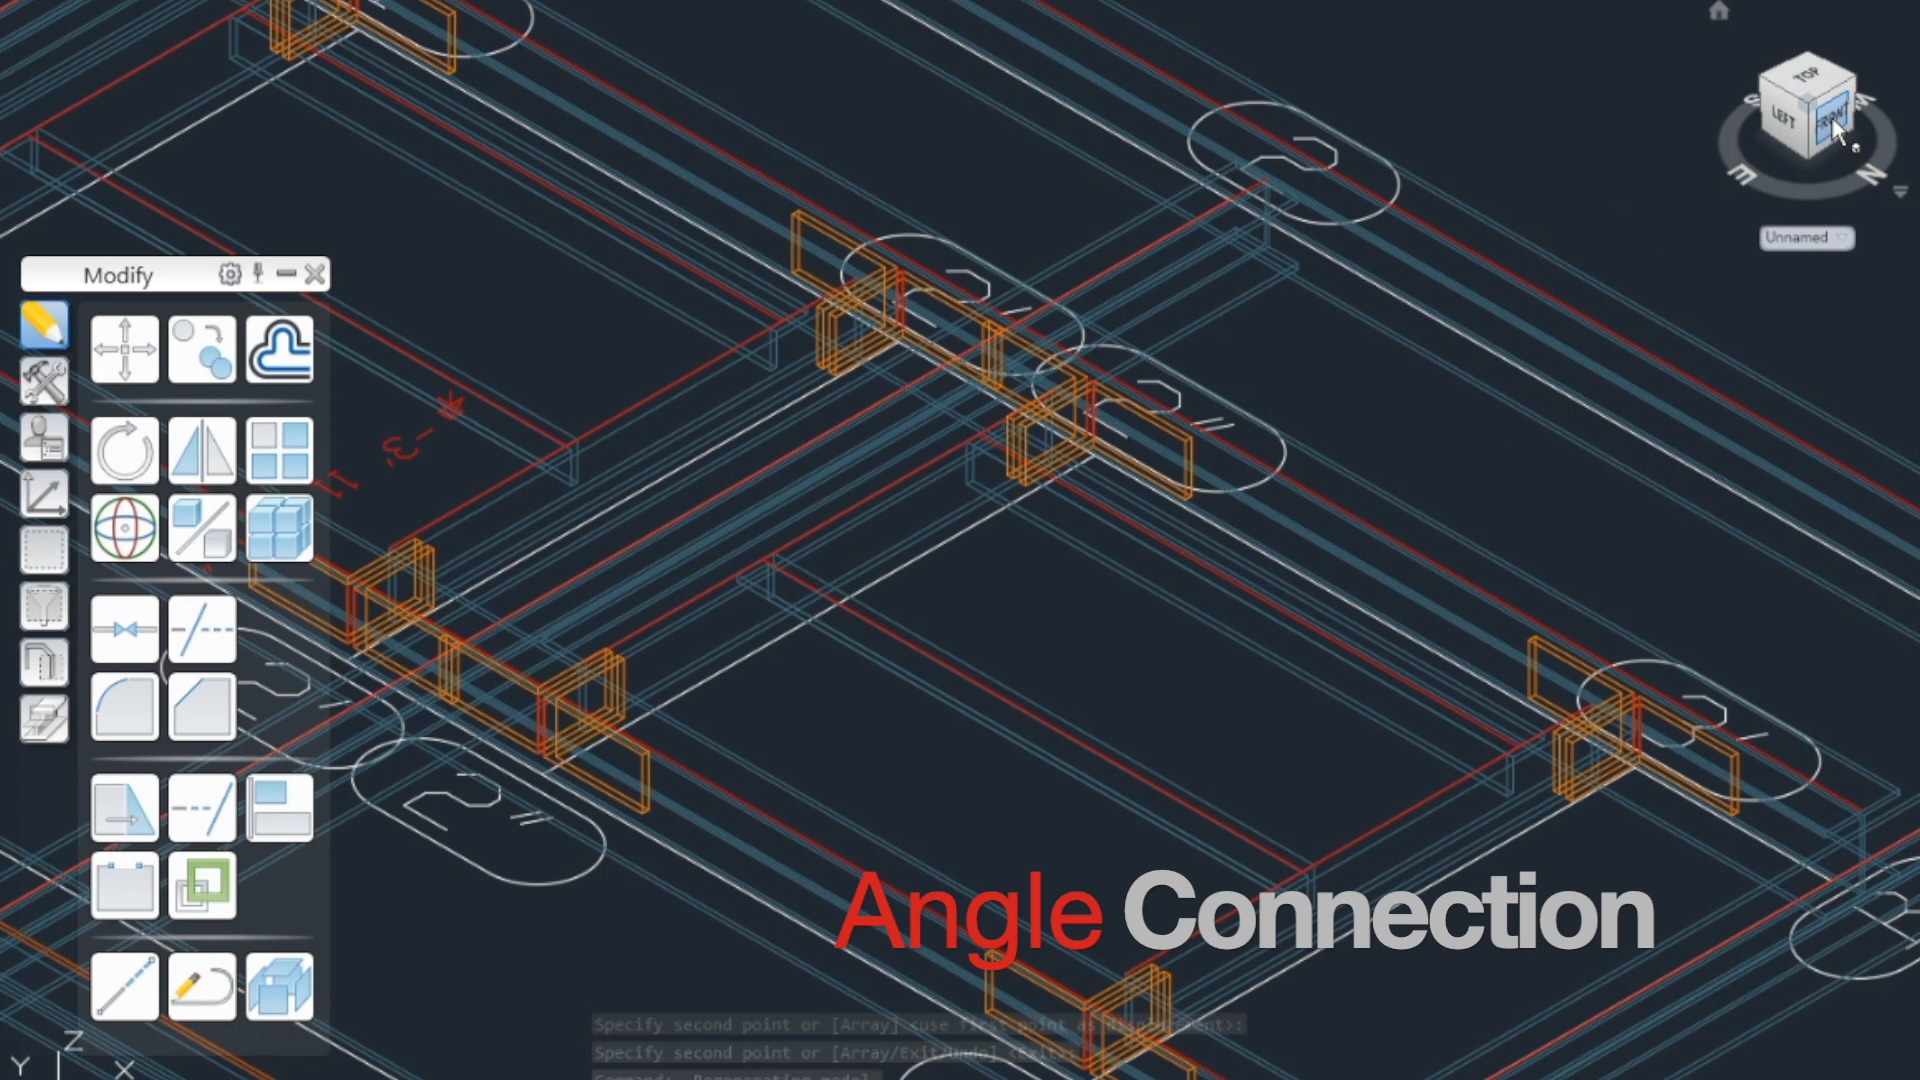 TOP
LEFT
FRONT
E
N
Unnamed
Modify
Angle Connection
Specify second point or [Array] <use first point as displacement>:
Specify second point or [Array/Exit/Undo] <Exit>:
Z
Y
X